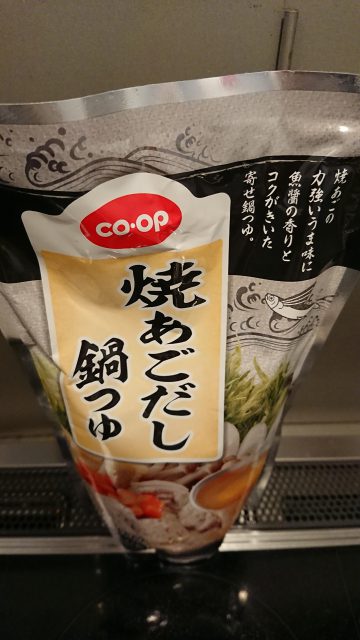 焼あごの
力強いうま味に
魚醬の香りと
コクがきいた
寄せ鍋つゆ。
co·op
焼あごだし
鍋つゆ